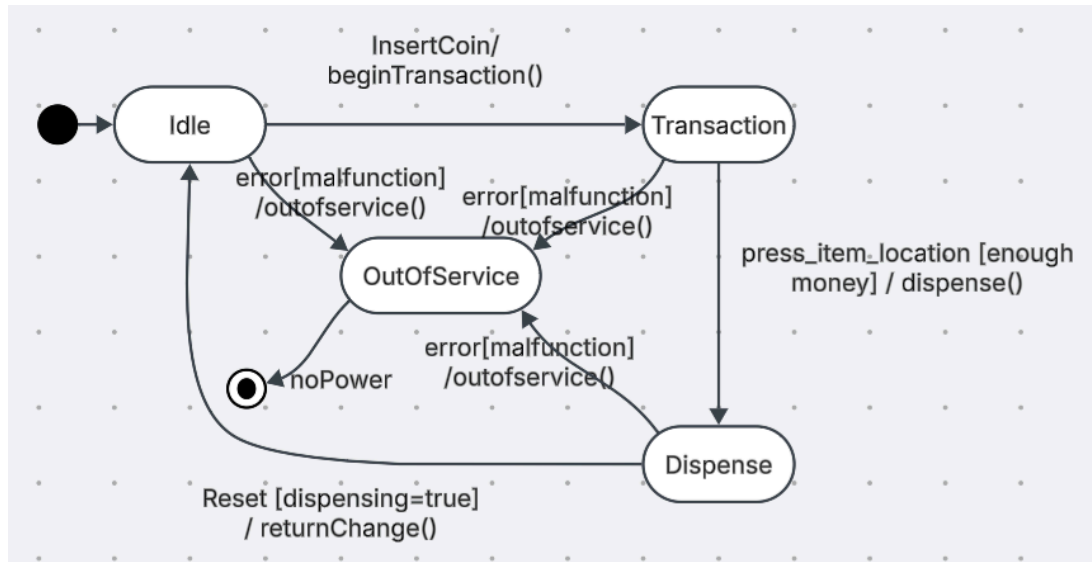 InsertCoin/
beginTransaction()
Idle
Transaction
error[malfunction]
/outofservice()
error[malfunction]
/outofservice()
press_item_location [enough
money] / dispense()
OutOfService
error[malfunction]
/outofservice()
noPower
Dispense
Reset [dispensing=true]
/ returnChange()